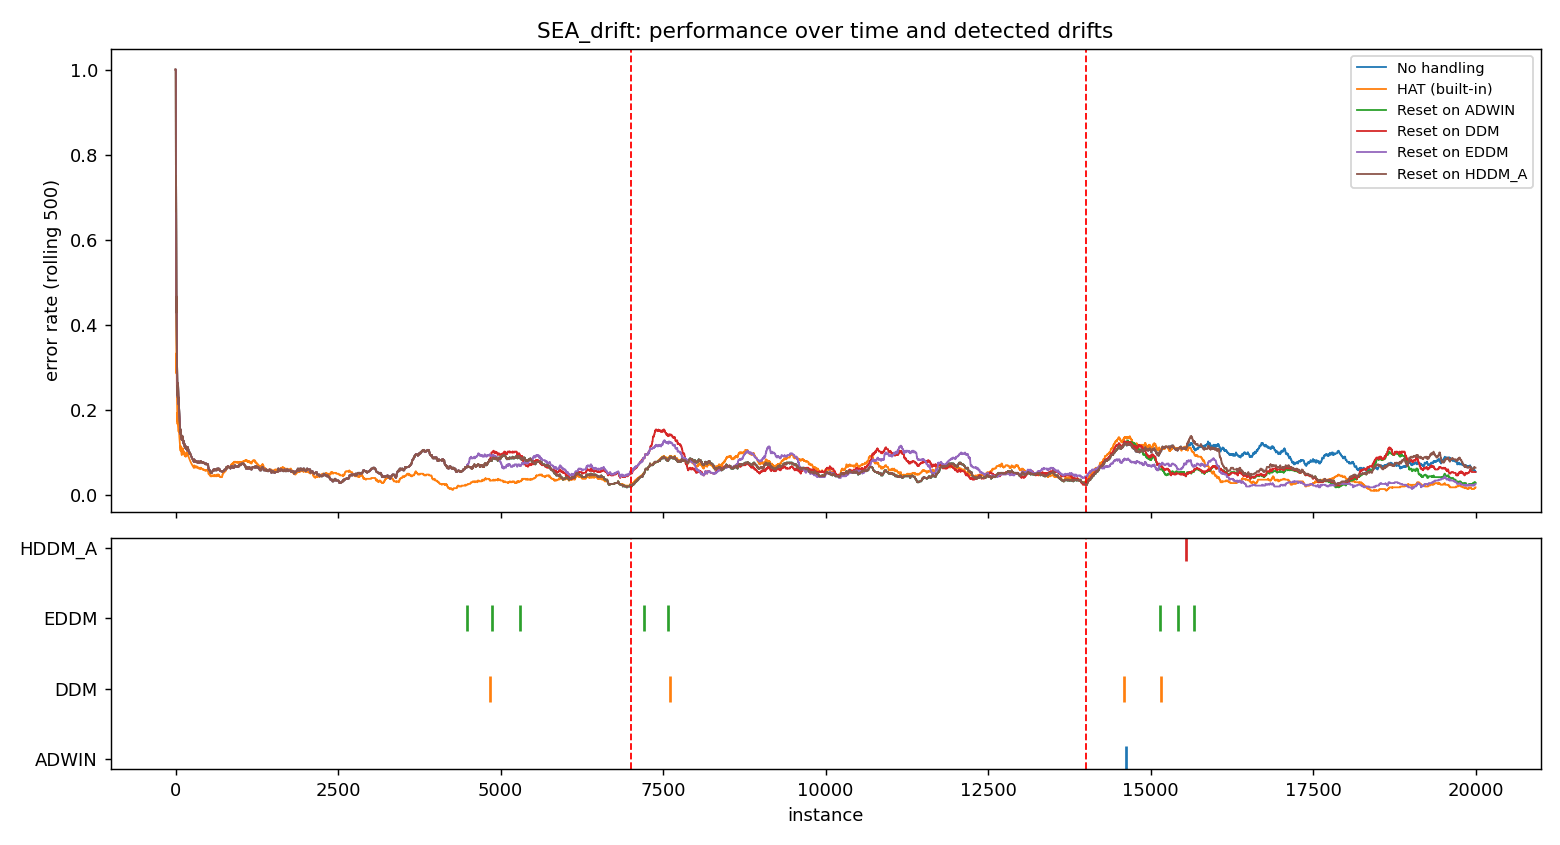 SEA_drift: performance over time and detected drifts
error rate (rolling 500)
1.0
0.8
0.6
0.4
0.2
0.0
No handling
HAT (built-in)
Reset on ADWIN
Reset on DDM
Reset on EDDM
Reset on HDDM_A
HDDM_A
EDDM
DDM
ADWIN
0 2500 5000 7500 10000 12500 15000 17500 20000
instance